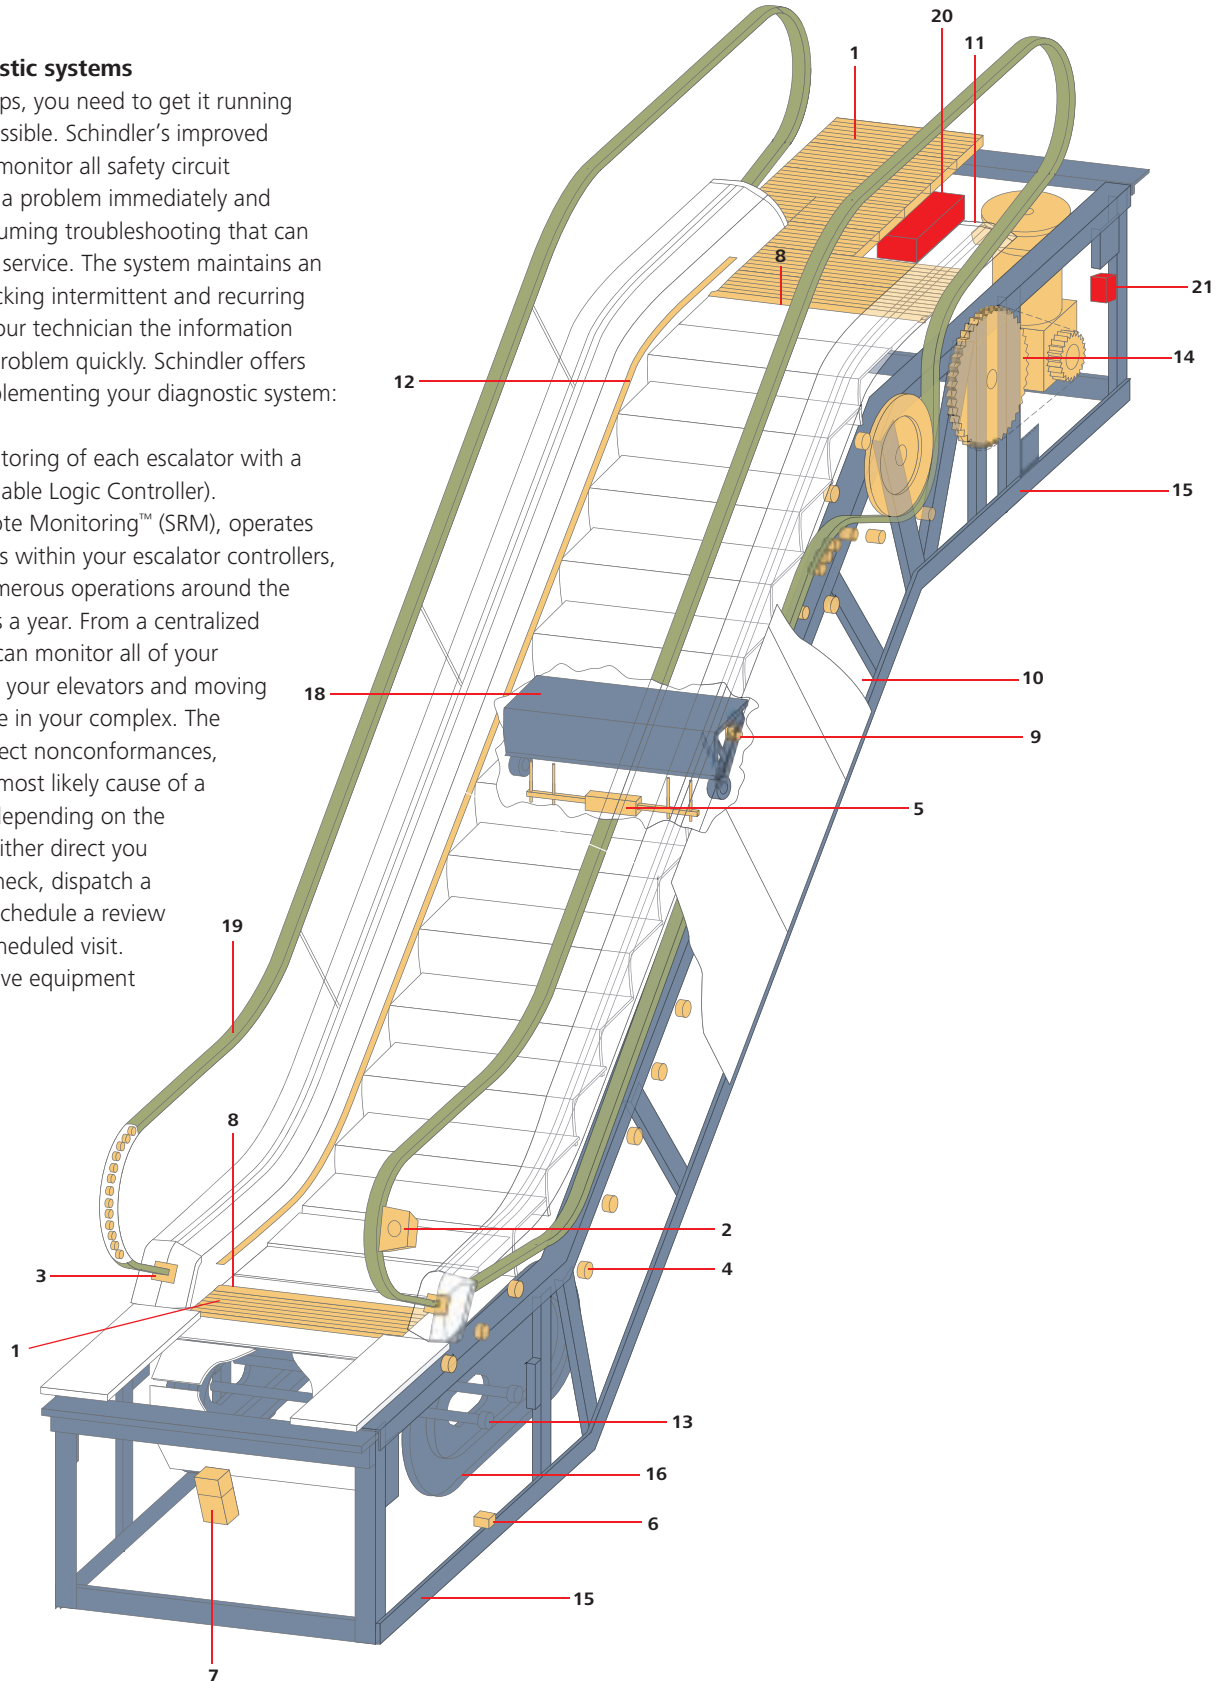 stic systems
ps, you need to get it running
ssible. Schindler’s improved
monitor all safety circuit
a problem immediately and
uming troubleshooting that can
service. The system maintains an
cking intermittent and recurring
our technician the information
roblem quickly. Schindler offers
plementing your diagnostic system:
toring of each escalator with a
able Logic Controller).
ote Monitoring™ (SRM), operates
s within your escalator controllers,
umerous operations around the
s a year. From a centralized
can monitor all of your
your elevators and moving
e in your complex. The
ect nonconformances,
most likely cause of a
depending on the
ither direct you
heck, dispatch a
schedule a review
heduled visit.
ve equipment
20
11
1
8
21
14
12
15
10
18
9
5
19
8
2
3
4
1
13
16
6
15
7